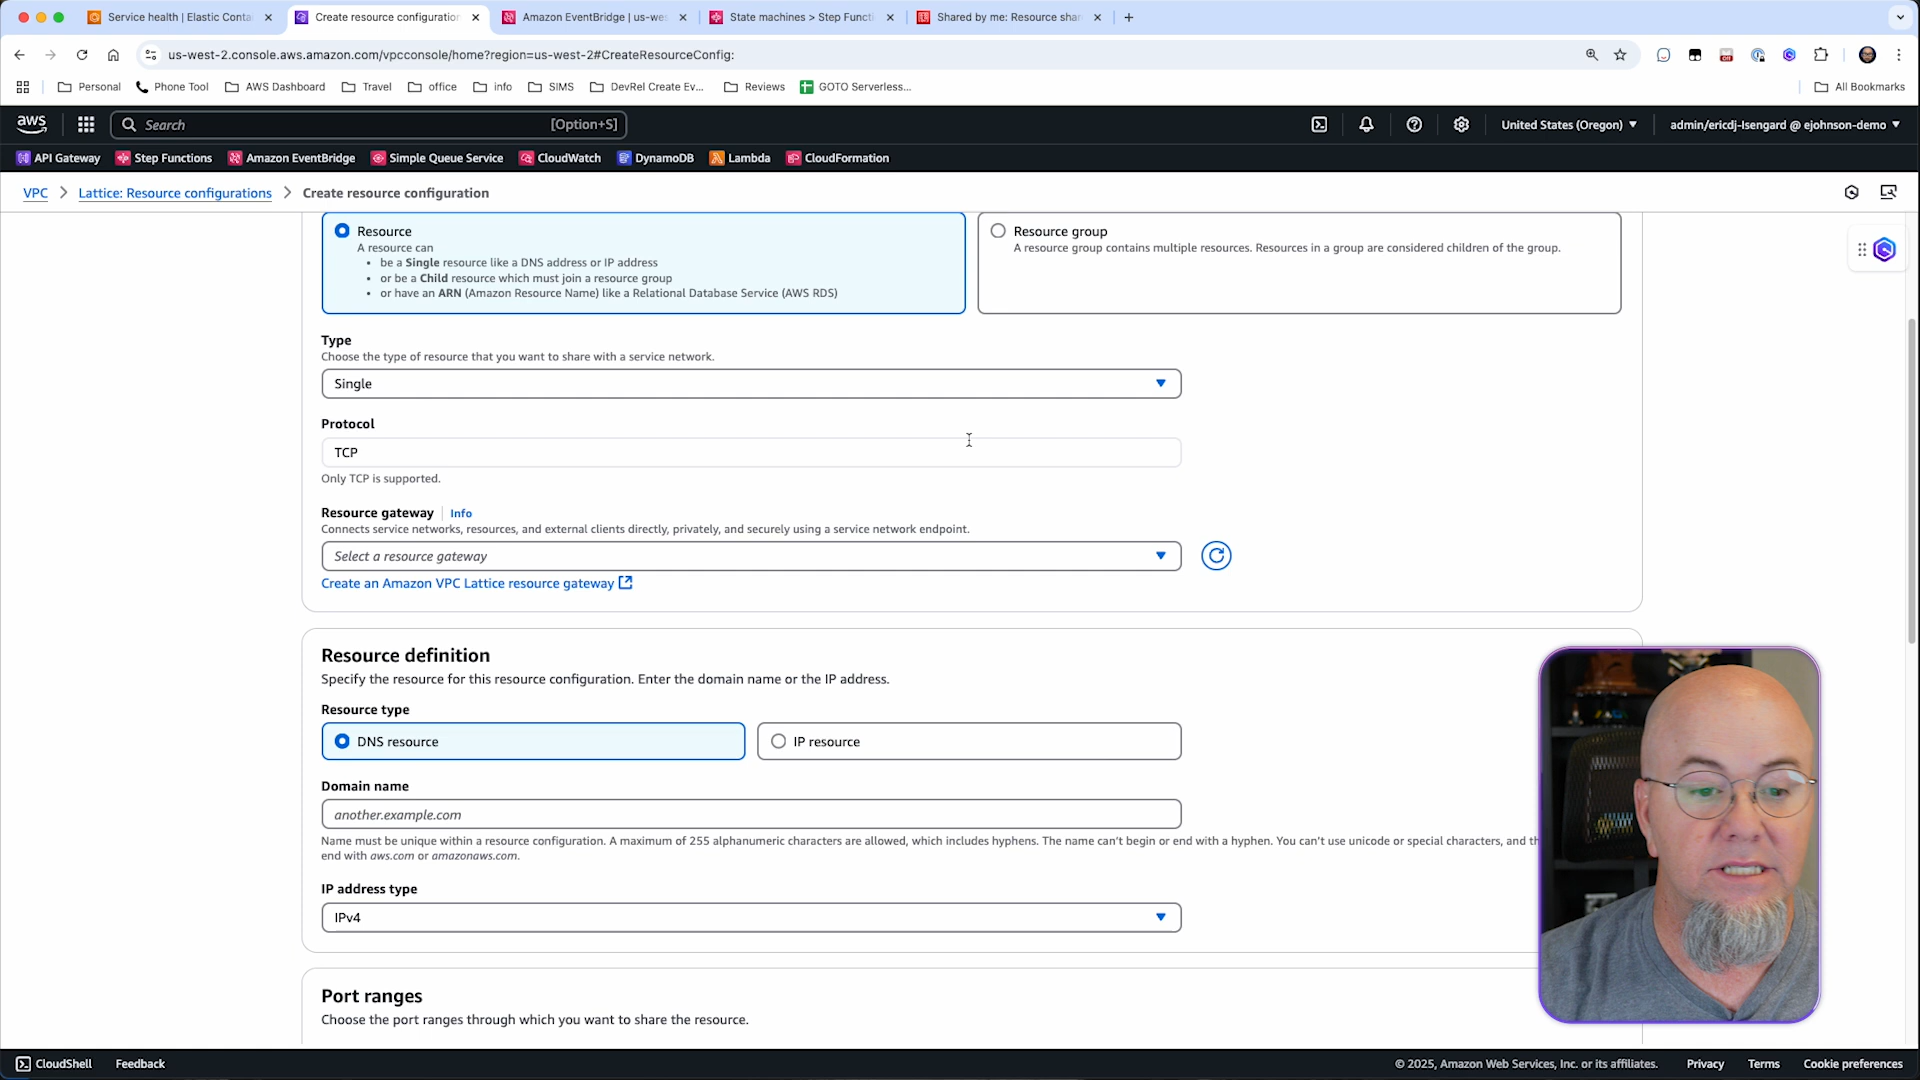 Service health | Elastic Conta
Create resource configuration
Amazon EventBridge | us-wes
State machines > Step Functi
Shared by me: Resource shar
us-west-2.console.aws.amazon.com/vpcconsole/home?region=us-west-2#CreateResourceConfig:
Personal
Phone Tool
AWS Dashboard
Travel
office
info
SIMS
DevRel Create Ev...
Reviews
GOTO Serverless...
All Bookmarks
aws
Search
[Option+S]
United States (Oregon)
admin/ericdj-Isengard @ ejohnson-demo
API Gateway
Step Functions
Amazon EventBridge
Simple Queue Service
CloudWatch
DynamoDB
Lambda
CloudFormation
VPC > Lattice: Resource configurations > Create resource configuration
Resource
A resource can
• be a Single resource like a DNS address or IP address
• or be a Child resource which must join a resource group
• or have an ARN (Amazon Resource Name) like a Relational Database Service (AWS RDS)
Resource group
A resource group contains multiple resources. Resources in a group are considered children of the group.
Type
Choose the type of resource that you want to share with a service network.
Single
Protocol
TCP
Only TCP is supported.
Resource gateway
Info
Connects service networks, resources, and external clients directly, privately, and securely using a service network endpoint.
Select a resource gateway
Create an Amazon VPC Lattice resource gateway
Resource definition
Specify the resource for this resource configuration. Enter the domain name or the IP address.
Resource type
DNS resource
IP resource
Domain name
another.example.com
Name must be unique within a resource configuration. A maximum of 255 alphanumeric characters are allowed, which includes hyphens. The name can't begin or end with a hyphen. You can't use unicode or special characters, and th
end with aws.com or amazonaws.com.
IP address type
IPv4
Port ranges
Choose the port ranges through which you want to share the resource.
CloudShell
Feedback
© 2025, Amazon Web Services, Inc. or its affiliates.
Privacy
Terms
Cookie preferences